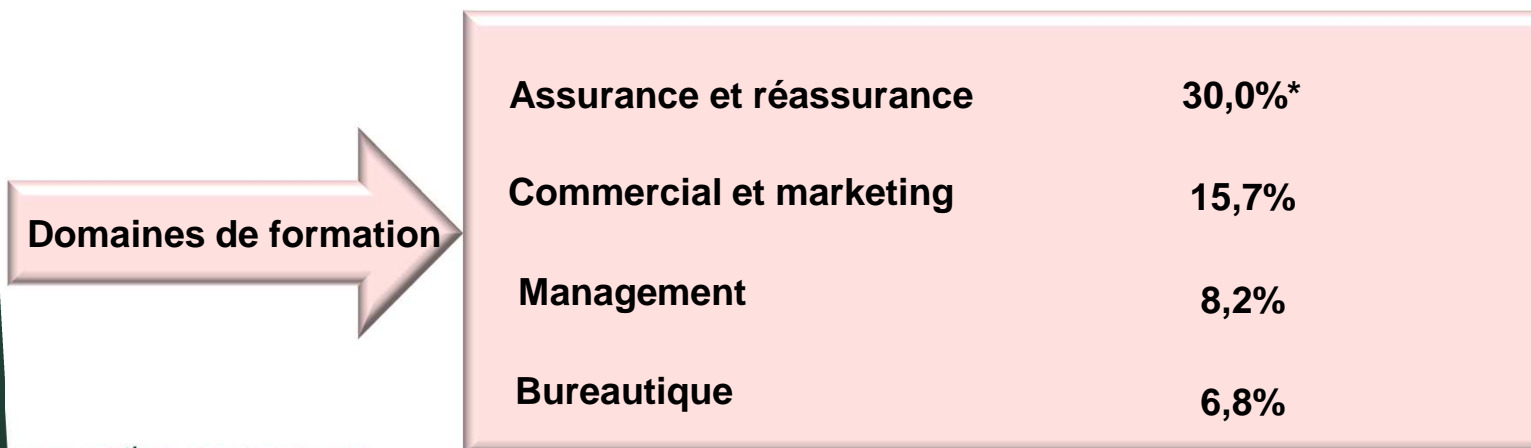 Domaines de formation
Assurance et réassurance 30,0%*
Commercial et marketing 15,7%
Management 8,2%
Bureautique 6,8%